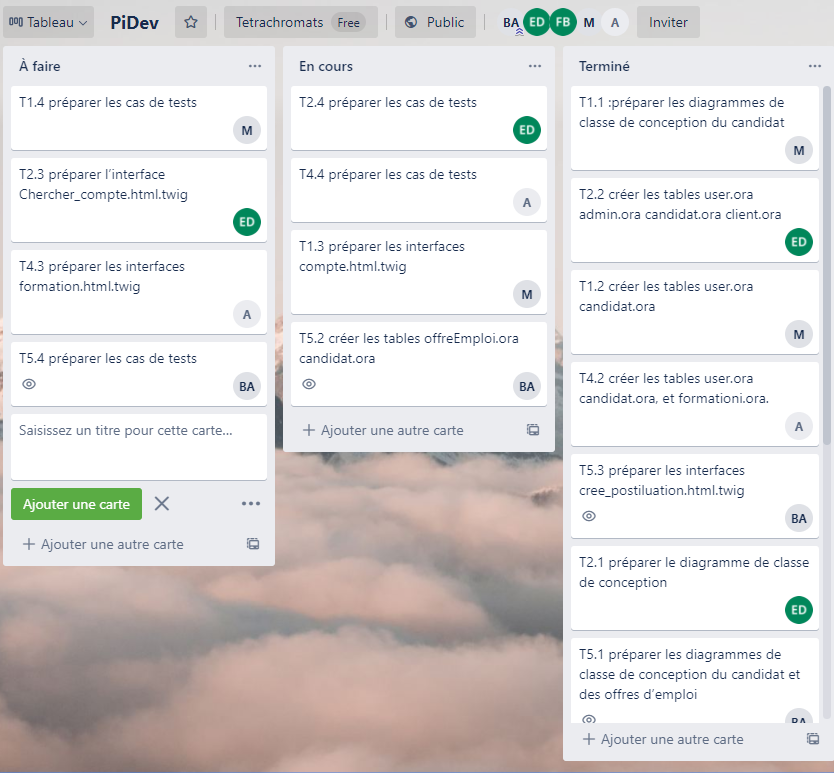 Tableau
PiDev
Tetrachromats Free
Public
BA ED FB M A
Inviter
À faire
T1.4 préparer les cas de tests
M
T2.3 préparer l’interface
Chercher_compte.html.twig
ED
T4.3 préparer les interfaces
formation.html.twig
A
T5.4 préparer les cas de tests
BA
Saisissez un titre pour cette carte…
Ajouter une carte
Ajouter une autre carte
En cours
T2.4 préparer les cas de tests
ED
T4.4 préparer les cas de tests
A
T1.3 préparer les interfaces
compte.html.twig
M
T5.2 créer les tables offreEmploi.ora
candidat.ora
BA
Ajouter une autre carte
Terminé
T1.1 :préparer les diagrammes de
classe de conception du candidat
M
T2.2 créer les tables user.ora
admin.ora candidat.ora client.ora
ED
T1.2 créer les tables user.ora
candidat.ora
M
T4.2 créer les tables user.ora
candidat.ora, et formationi.ora.
A
T5.3 préparer les interfaces
cree_postiluation.html.twig
BA
T2.1 préparer le diagramme de classe
de conception
ED
T5.1 préparer les diagrammes de
classe de conception du candidat et
des offres d’emploi
BA
Ajouter une autre carte